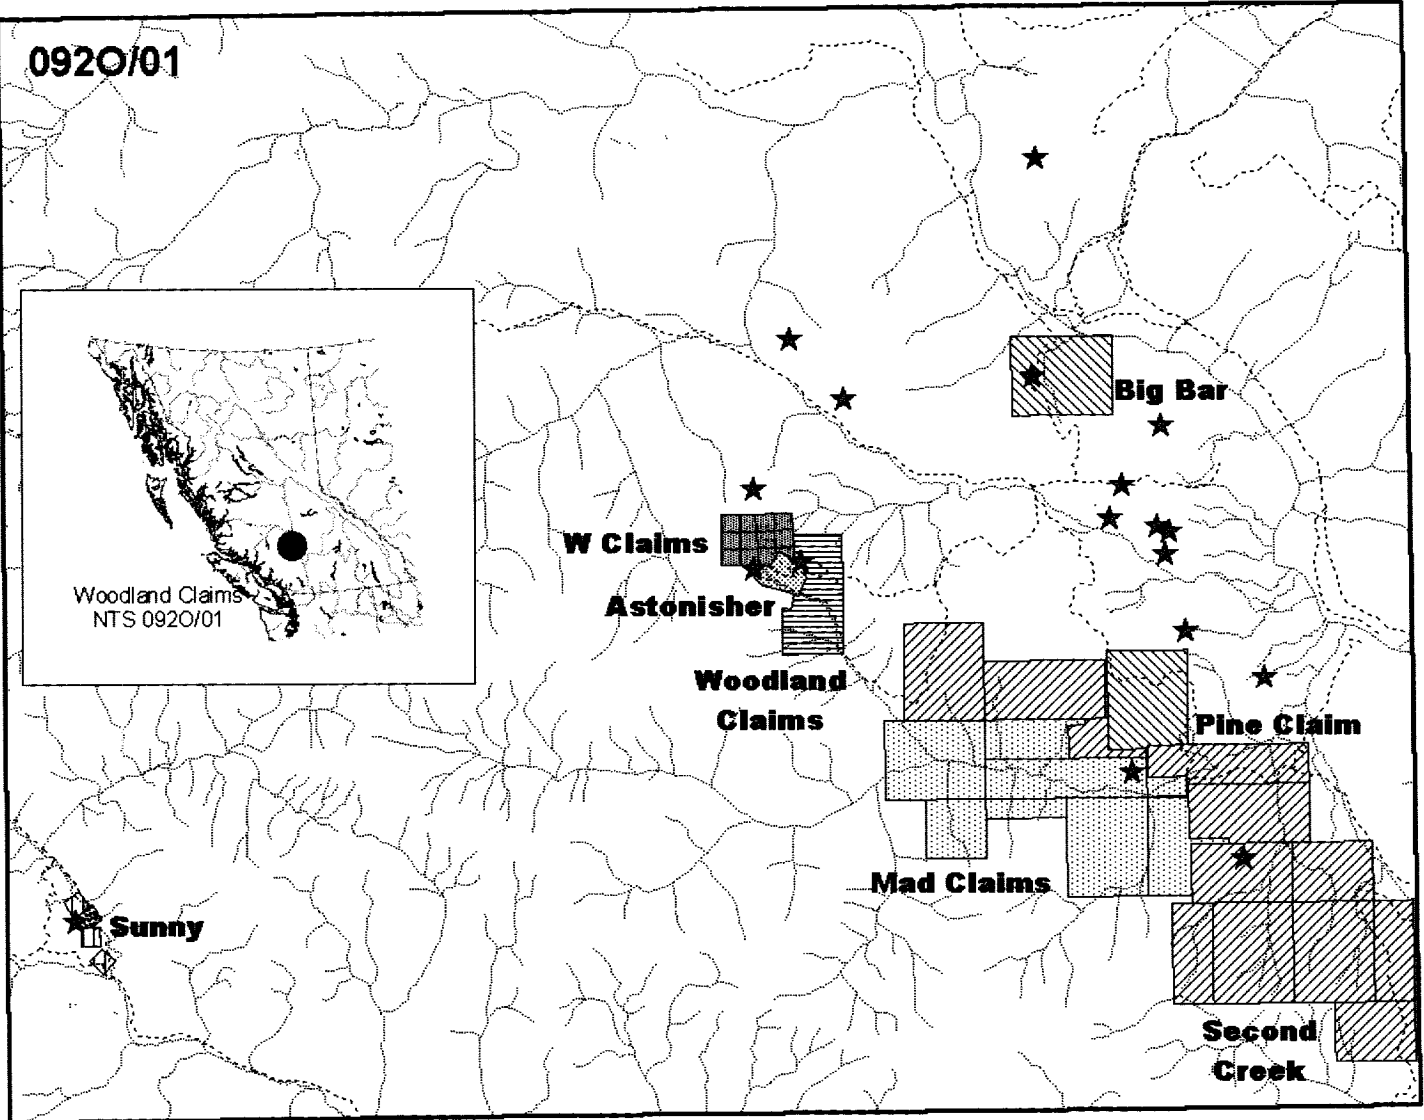 092O/01
Big Bar
W Claims
Astonisher
Woodland Claims
NTS 092O/01
Woodland
Claims
Pine Claim
Mad Claims
Sunny
Second
Creek